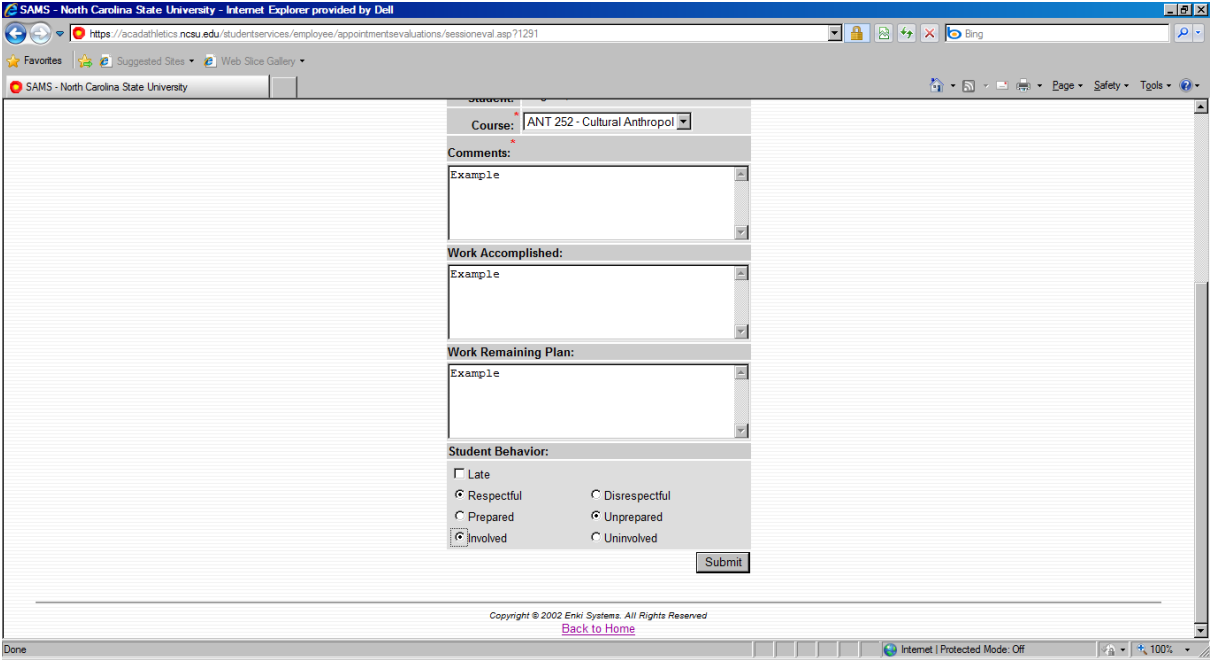 SAMS - North Carolina State University - Internet Explorer provided by Dell
https://acadathletics.ncsu.edu/studentservices/employee/appointmentsevaluations/sessioneval.asp?1291
Bing
Favorites Suggested Sites Web Slice Gallery
SAMS - North Carolina State University Page Safety Tools
Student:
Course:* ANT 252 - Cultural Anthropol
Comments:*
Example
Work Accomplished:
Example
Work Remaining Plan:
Example
Student Behavior:
Late
Respectful Disrespectful
Prepared Unprepared
Involved Uninvolved
Submit
Copyright © 2002 Enki Systems. All Rights Reserved
Back to Home
Done Internet | Protected Mode: Off 100%